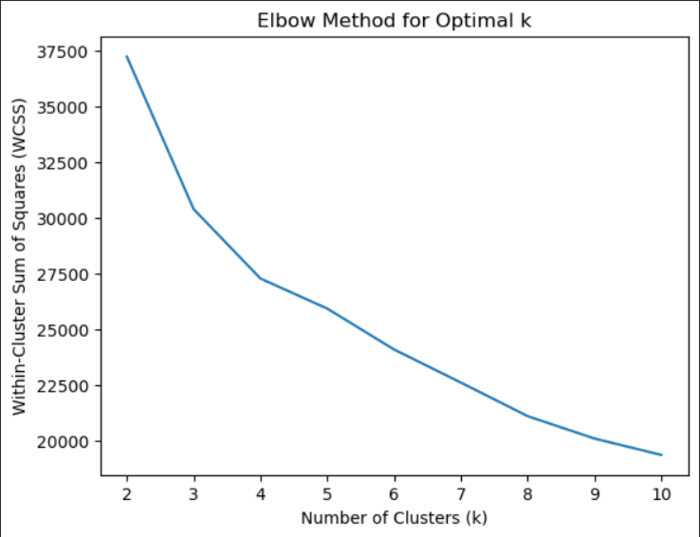 Elbow Method for Optimal k
37500
35000
32500
30000
27500
25000
22500
20000
Within-Cluster Sum of Squares (WCSS)
2 3 4 5 6 7 8 9 10
Number of Clusters (k)